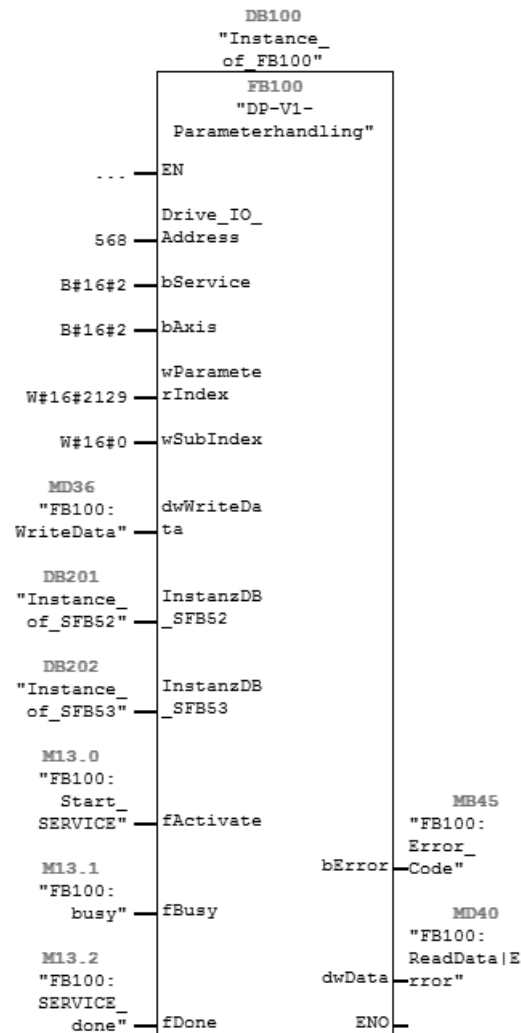 DB100
"Instance_
of_FB100"
FB100
"DP-V1-
Parameterhandling"
... EN
Drive_IO_
568 Address
B#16#2 bService
B#16#2 bAxis
wParamete
W#16#2129 rIndex
W#16#0 wSubIndex
MD36
"FB100: dwWriteDa
WriteData" ta
DB201
"Instance_ InstanzDB
of_SFB52" _SFB52
DB202
"Instance_ InstanzDB
of_SFB53" _SFB53
M13.0
"FB100:
Start_
SERVICE" fActivate
MB45
"FB100:
Error_
bError Code"
M13.1
"FB100:
busy" fBusy
MD40
"FB100:
ReadData|E
dwData rror"
M13.2
"FB100:
SERVICE_
done" fDone ENO